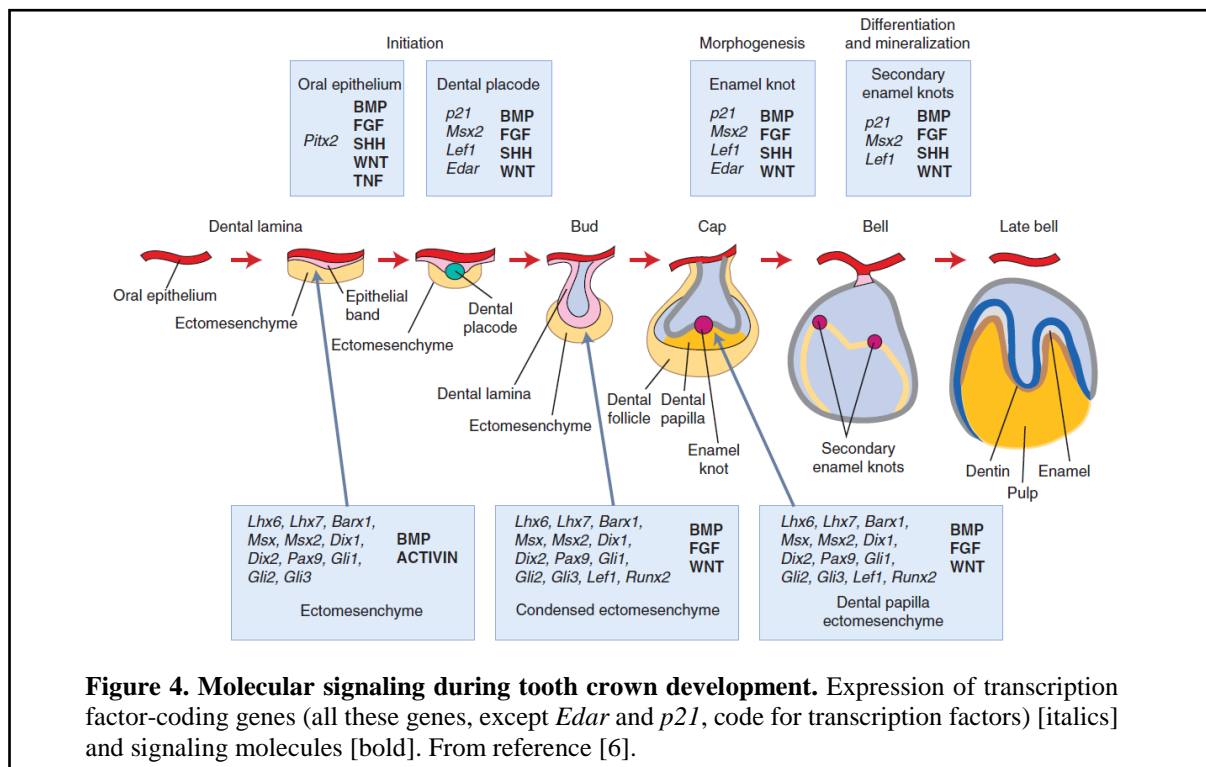 Initiation
Morphogenesis
Differentiation
and mineralization
Oral epithelium
Pitx2
BMP
FGF
SHH
WNT
TNF
Dental placode
p21
Msx2
Lef1
Edar
BMP
FGF
SHH
WNT
Enamel knot
p21
Msx2
Lef1
Edar
BMP
FGF
SHH
WNT
Secondary
enamel knots
p21
Msx2
Lef1
BMP
FGF
SHH
WNT
Dental lamina
Bud
Cap
Bell
Late bell
Oral epithelium
Ectomesenchyme
Epithelial
band
Ectomesenchyme
Dental
placode
Dental lamina
Ectomesenchyme
Dental
follicle
Dental
papilla
Enamel
knot
Secondary
enamel knots
Dentin
Pulp
Enamel
Lhx6, Lhx7, Barx1,
Msx, Msx2, Dix1,
Dix2, Pax9, Gli1,
Gli2, Gli3
BMP
ACTIVIN
Ectomesenchyme
Lhx6, Lhx7, Barx1,
Msx, Msx2, Dix1,
Dix2, Pax9, Gli1,
Gli2, Gli3, Lef1, Runx2
BMP
FGF
WNT
Condensed ectomesenchyme
Lhx6, Lhx7, Barx1,
Msx, Msx2, Dix1,
Dix2, Pax9, Gli1,
Gli2, Gli3, Lef1, Runx2
BMP
FGF
WNT
Dental papilla
ectomesenchyme
Figure 4. Molecular signaling during tooth crown development. Expression of transcription
factor-coding genes (all these genes, except Edar and p21, code for transcription factors) [italics]
and signaling molecules [bold]. From reference [6].